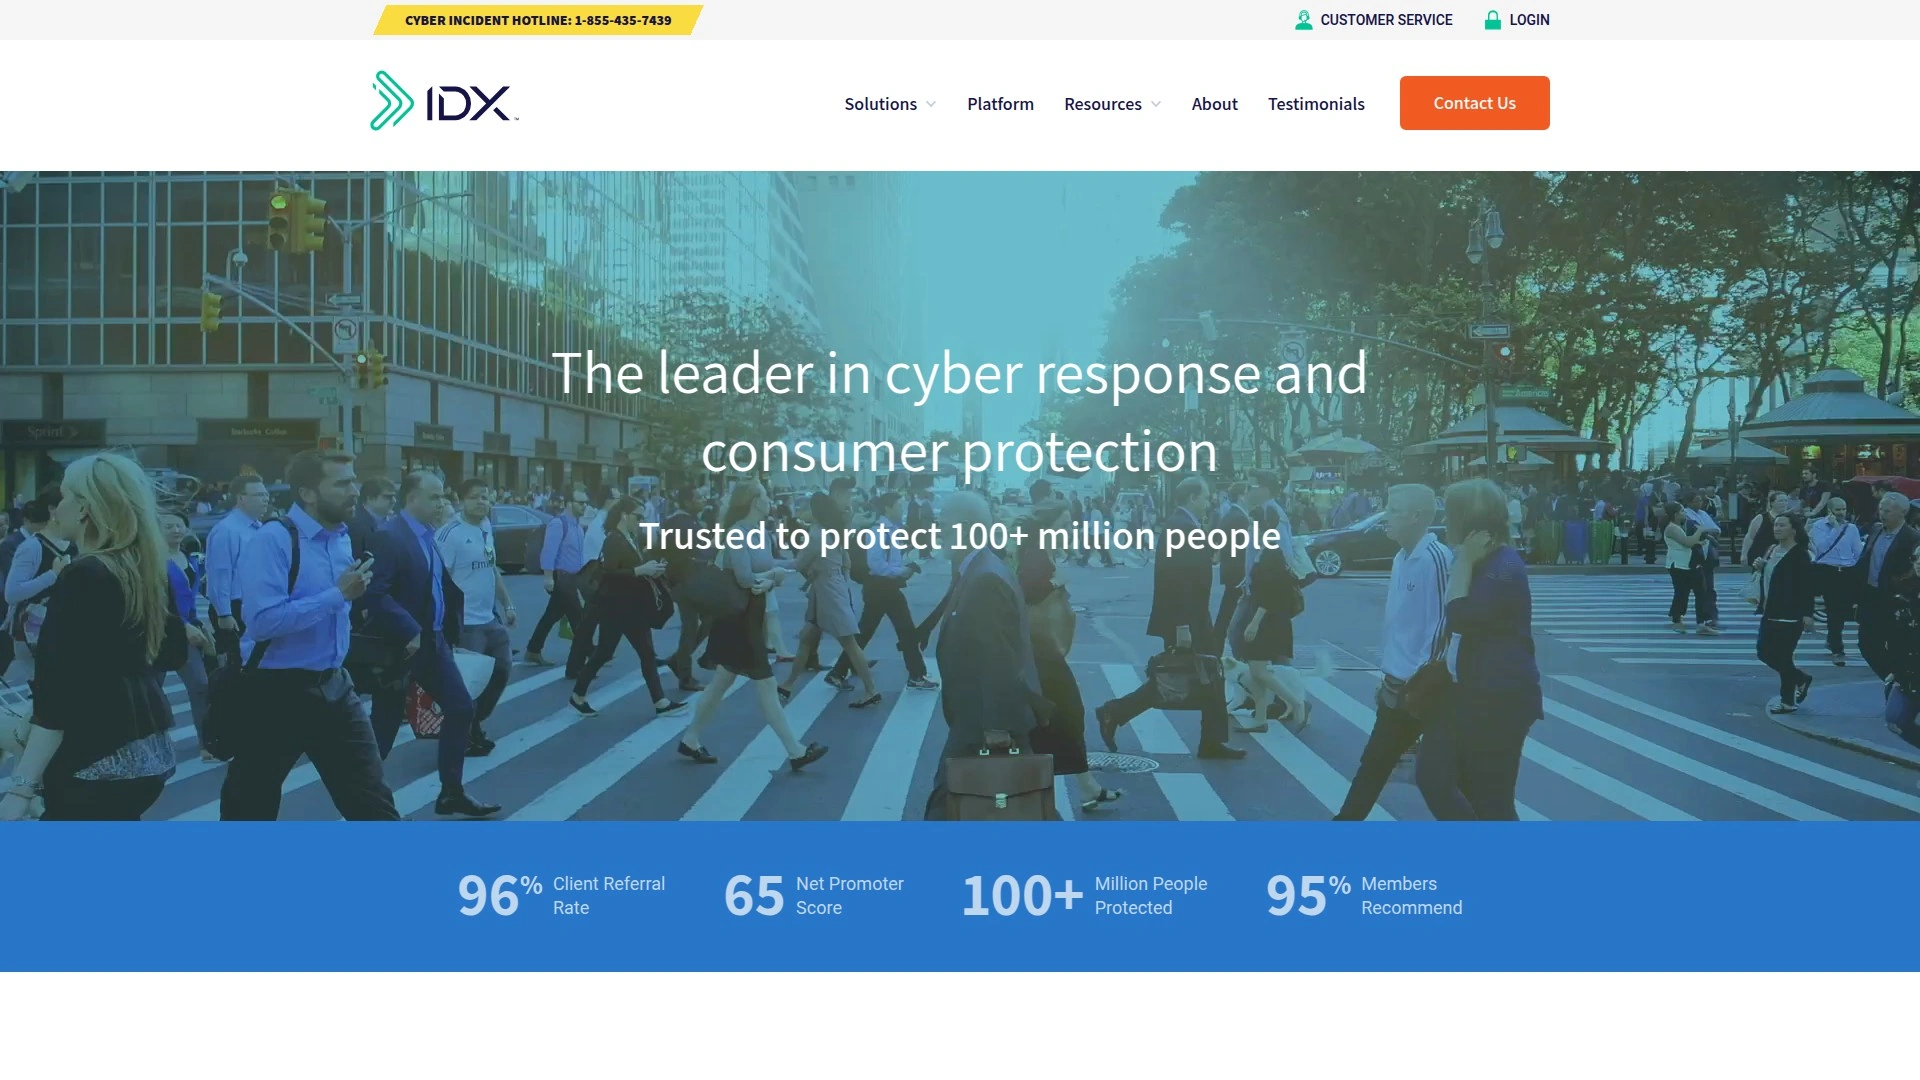 CYBER INCIDENT HOTLINE: 1-855-435-7439
CUSTOMER SERVICE
LOGIN
IDX
Solutions
Platform
Resources
About
Testimonials
Contact Us
Sprint
The leader in cyber response and
consumer protection
Trusted to protect 100+ million people
96% Client Referral
Rate
65 Net Promoter
Score
100+ Million People
Protected
95% Members
Recommend